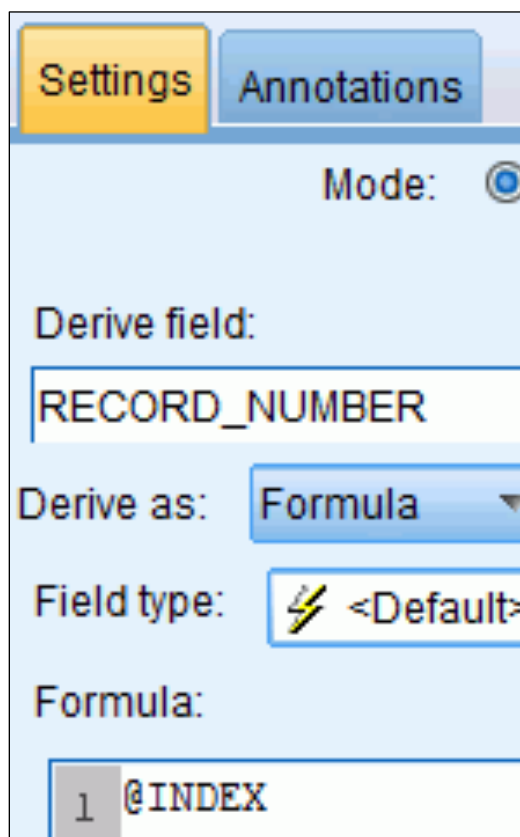 Settings Annotations
Mode:
Derive field:
RECORD_NUMBER
Derive as: Formula
Field type: <Default>
Formula:
1 @INDEX